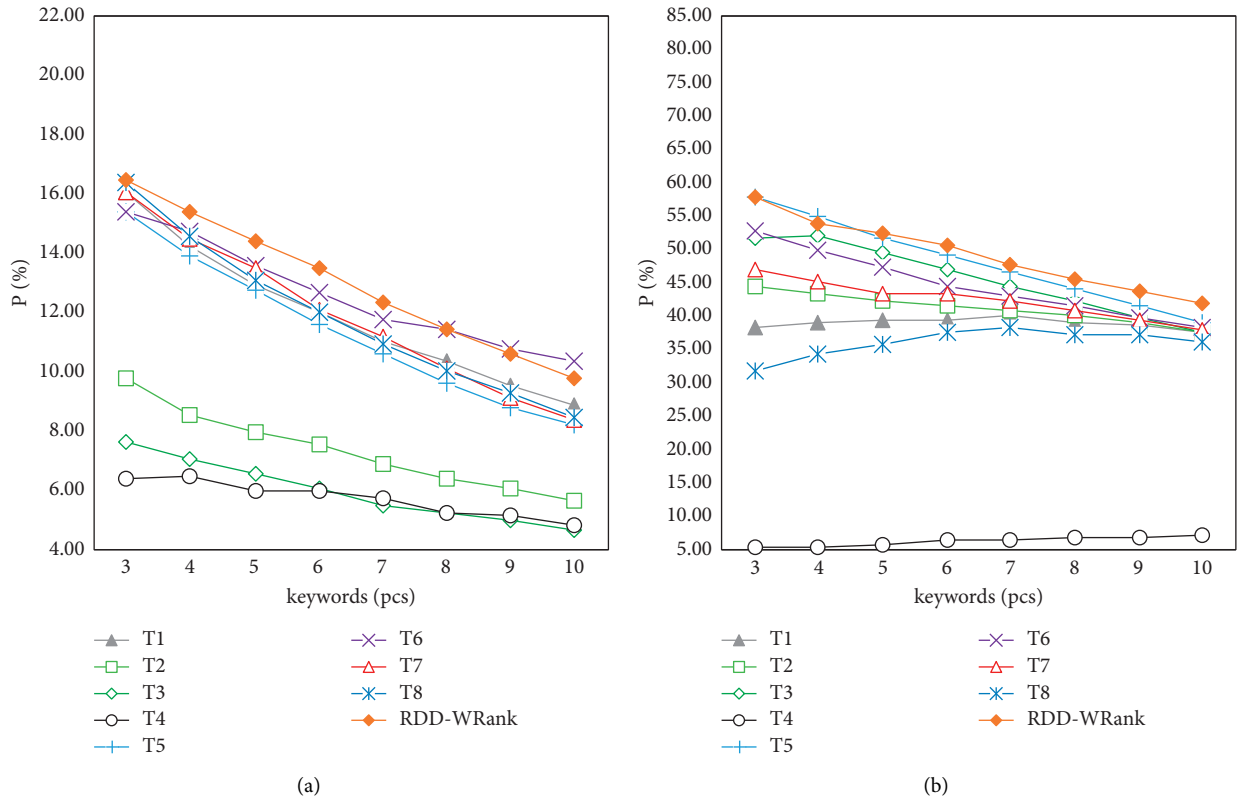 22.00
20.00
18.00
16.00
14.00
12.00
10.00
8.00
6.00
4.00
P (%)
3 4 5 6 7 8 9 10
keywords (pcs)
T1
T2
T3
T4
T5
T6
T7
T8
RDD-WRank
(a)
85.00
80.00
75.00
70.00
65.00
60.00
55.00
50.00
45.00
40.00
35.00
30.00
25.00
20.00
15.00
10.00
5.00
P (%)
3 4 5 6 7 8 9 10
keywords (pcs)
T1
T2
T3
T4
T5
T6
T7
T8
RDD-WRank
(b)